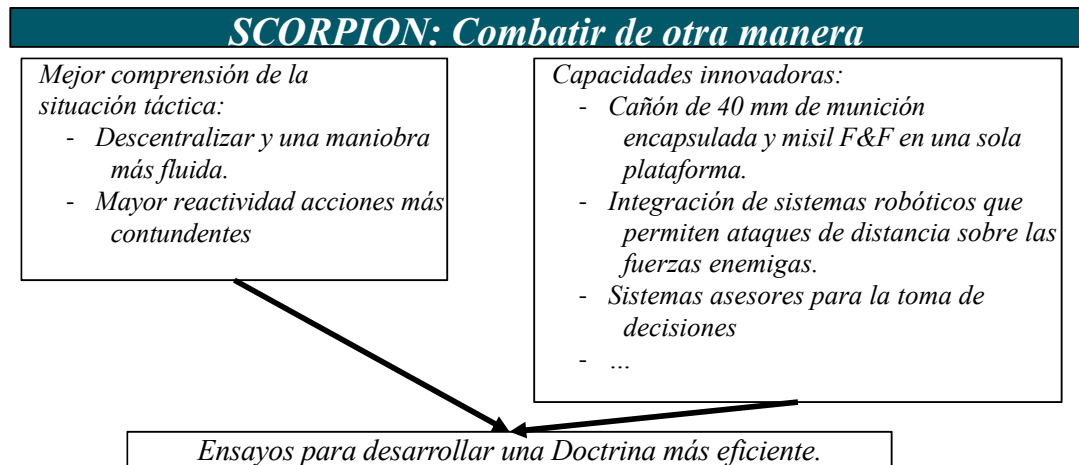 SCORPION: Combatir de otra manera
Mejor comprensión de la
situación táctica:
- Descentralizar y una maniobra
más fluida.
- Mayor reactividad acciones más
contundentes
Capacidades innovadoras:
- Cañón de 40 mm de munición
encapsulada y misil F&F en una sola
plataforma.
- Integración de sistemas robóticos que
permiten ataques de distancia sobre las
fuerzas enemigas.
- Sistemas asesores para la toma de
decisiones
- …
Ensayos para desarrollar una Doctrina más eficiente.